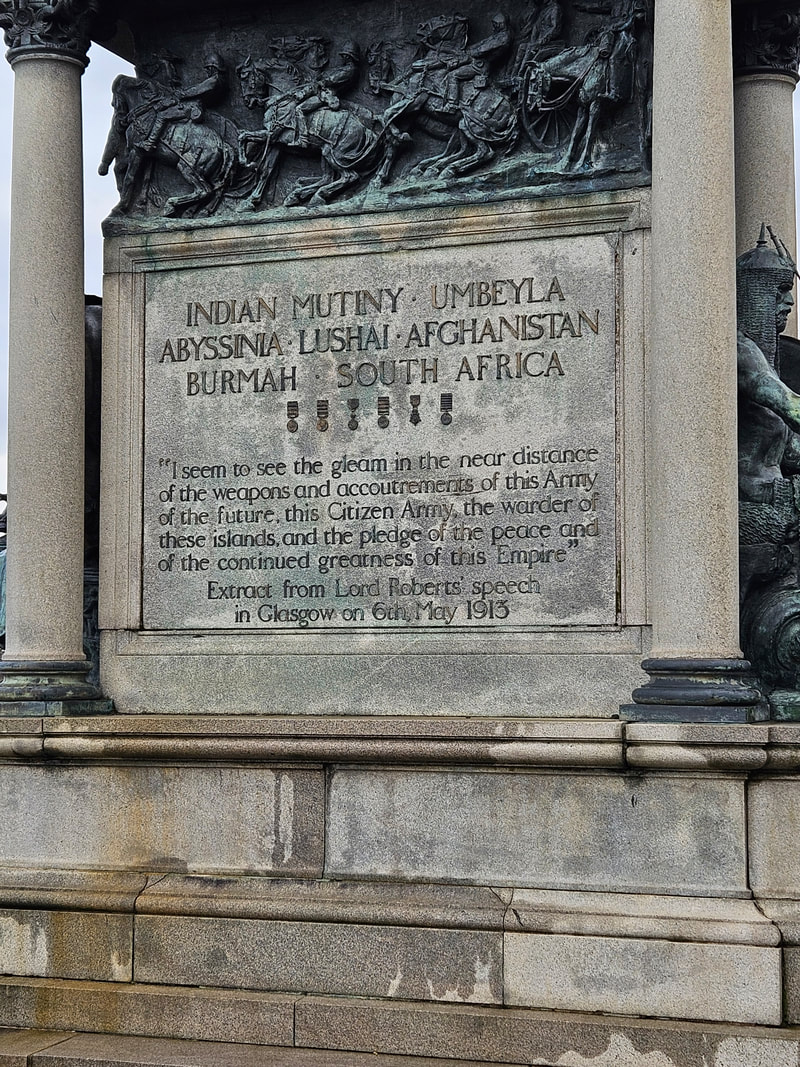 INDIAN MUTINY · UMBEYLA
ABYSSINIA · LUSHAI · AFGHANISTAN
BURMAH · SOUTH AFRICA
"I seem to see the gleam in the near distance
of the weapons and accoutrements of this Army
of the future, this Citizen Army, the warder of
these islands, and the pledge of the peace and
of the continued greatness of this Empire"
Extract from Lord Roberts' speech
in Glasgow on 6th, May 1913